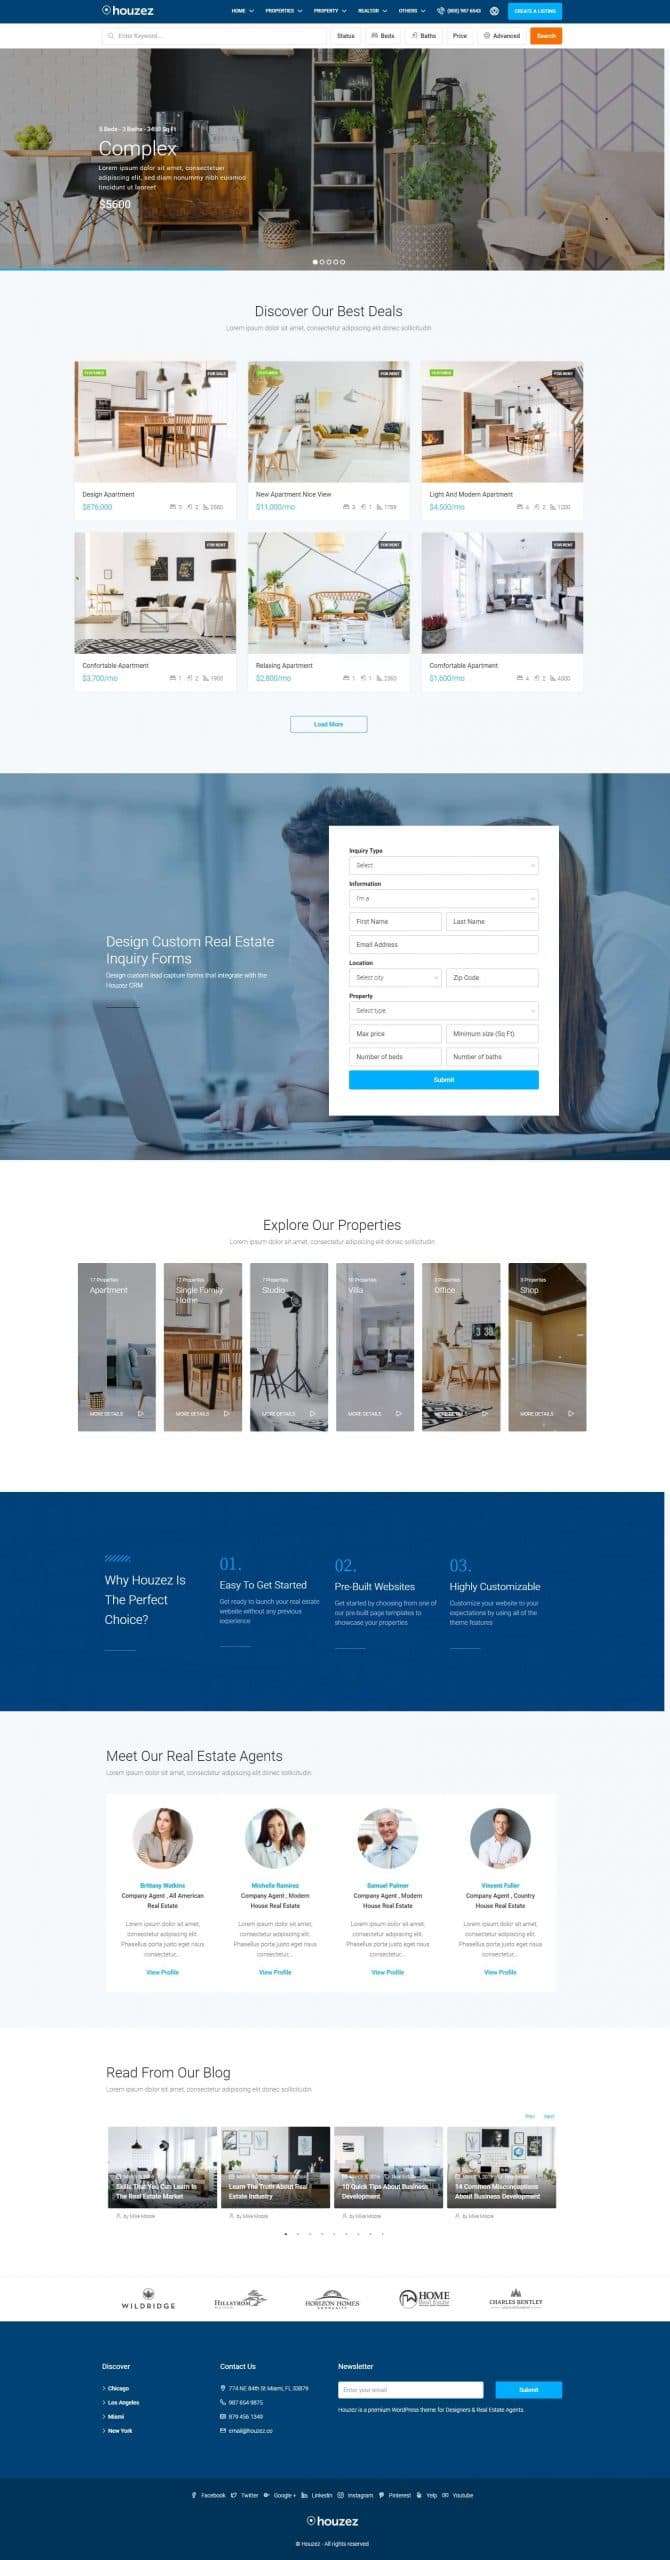 houzez
HOME PROPERTIES PROPERTY REALTOR OTHERS (800) 987 6543 CREATE A LISTING
Enter Keyword... Status Beds Baths Price Advanced Search
5 Beds - 3 Baths - 3450 Sq Ft
Complex
Lorem ipsum dolor sit amet, consectetuer
adipiscing elit, sed diam nonummy nibh euismod
tincidunt ut laoreet
$5600
Discover Our Best Deals
Lorem ipsum dolor sit amet, consectetur adipiscing elit donec sollicitudin
FEATURED FOR SALE
FEATURED FOR RENT
FEATURED FOR RENT
Design Apartment
$876,000
New Apartment Nice View
$11,000/mo 3 1
Light And Modern Apartment
$4,500/mo 4 2 1200
FOR RENT
FOR RENT
FOR RENT
Confortable Apartment
$3,700/mo 1 2 1900
Relaxing Apartment
$2,800/mo 1 1
Comfortable Apartment
$1,600/mo 4 2
Load More
Design Custom Real Estate
Inquiry Forms
Design custom lead capture forms that integrate with the
Houzez CRM
Inquiry Type
Select
Information
I'm a
First Name Last Name
Email Address
Location
Select city Zip Code
Property
Select type
Max price Minimum size (Sq Ft)
Number of beds Number of baths
Submit
Explore Our Properties
Lorem ipsum dolor sit amet, consectetur adipiscing elit donec sollicitudin
17 Properties
Apartment
MORE DETAILS
Properties
Single Family
Home
MORE DETAILS
7 Properties
Studio
MORE DETAILS
Properties
Villa
MORE DETAILS
Properties
Office
MORE DETAILS
Properties
Shop
MORE DETAILS
Why Houzez Is
The Perfect
Choice?
01.
Easy To Get Started
Get ready to launch your real estate
website without any previous
experience
02.
Pre-Built Websites
Get started by choosing from one of
our pre-built page templates to
showcase your properties
03.
Highly Customizable
Customize your website to your
expectations by using all of the
theme features
Meet Our Real Estate Agents
Lorem ipsum dolor sit amet, consectetur adipiscing elit donec sollicitudin
Brittany Watkins
Company Agent , All American
Real Estate
Lorem ipsum dolor sit amet,
consectetur adipiscing elit.
Phasellus porta justo eget risus
consectetur,...
View Profile
Michelle Ramirez
Company Agent , Modern
House Real Estate
Lorem ipsum dolor sit amet,
consectetur adipiscing elit.
Phasellus porta justo eget risus
consectetur,...
View Profile
Samuel Palmer
Company Agent , Modern
House Real Estate
Lorem ipsum dolor sit amet,
consectetur adipiscing elit.
Phasellus porta justo eget risus
consectetur,...
View Profile
Vincent Fuller
Company Agent , Country
House Real Estate
Lorem ipsum dolor sit amet,
consectetur adipiscing elit.
Phasellus porta justo eget risus
consectetur,...
View Profile
Read From Our Blog
Lorem ipsum dolor sit amet, consectetur adipiscing elit donec sollicitudin
Prev Next
Skills That You Can Learn In
The Real Estate Market
by Mike Moore
Learn The Truth About Real
Estate Industry
by Mike Moore
10 Quick Tips About Business
Development
by Mike Moore
14 Common Misconceptions
About Business Development
by Mike Moore
WILDRIDGE
HILLSTROM
HORIZON HOMES
HOME
Real Estate
CHARLES BENTLEY
Discover
Chicago
Los Angeles
Miami
New York
Contact Us
774 NE 84th St Miami, FL 33879
987 654 9875
879 456 1349
email@houzez.co
Newsletter
Enter your email Submit
Houzez is a premium WordPress theme for Designers & Real Estate Agents
Facebook Twitter Google + Linkedin Instagram Pinterest Yelp Youtube
houzez
© Houzez - All rights reserved